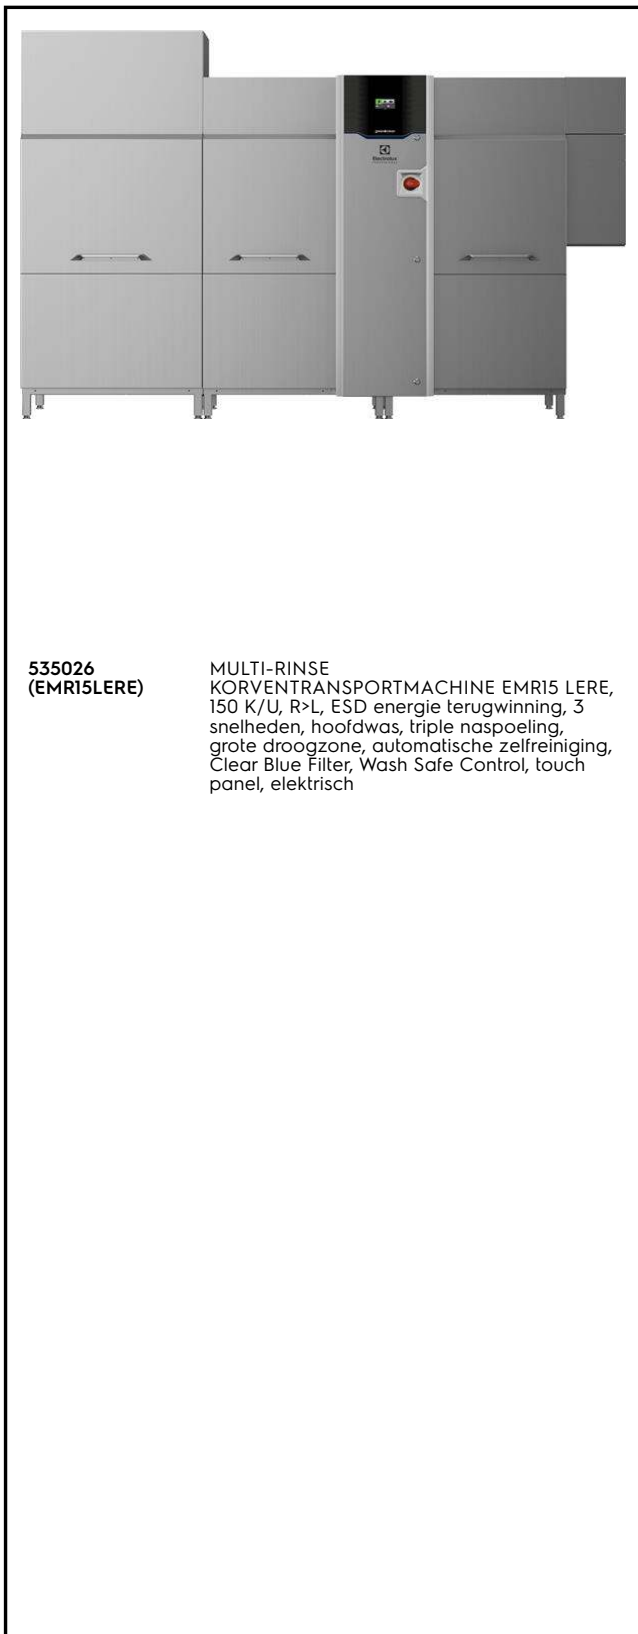 Electrolux
535026
(EMR15LERE)
MULTI-RINSE
KORVENTRANSPORTMACHINE EMR15 LERE,
150 K/U, R>L, ESD energie terugwinning, 3
snelheden, hoofdwas, triple naspoeling,
grote droogzone, automatische zelfreiniging,
Clear Blue Filter, Wash Safe Control, touch
panel, elektrisch